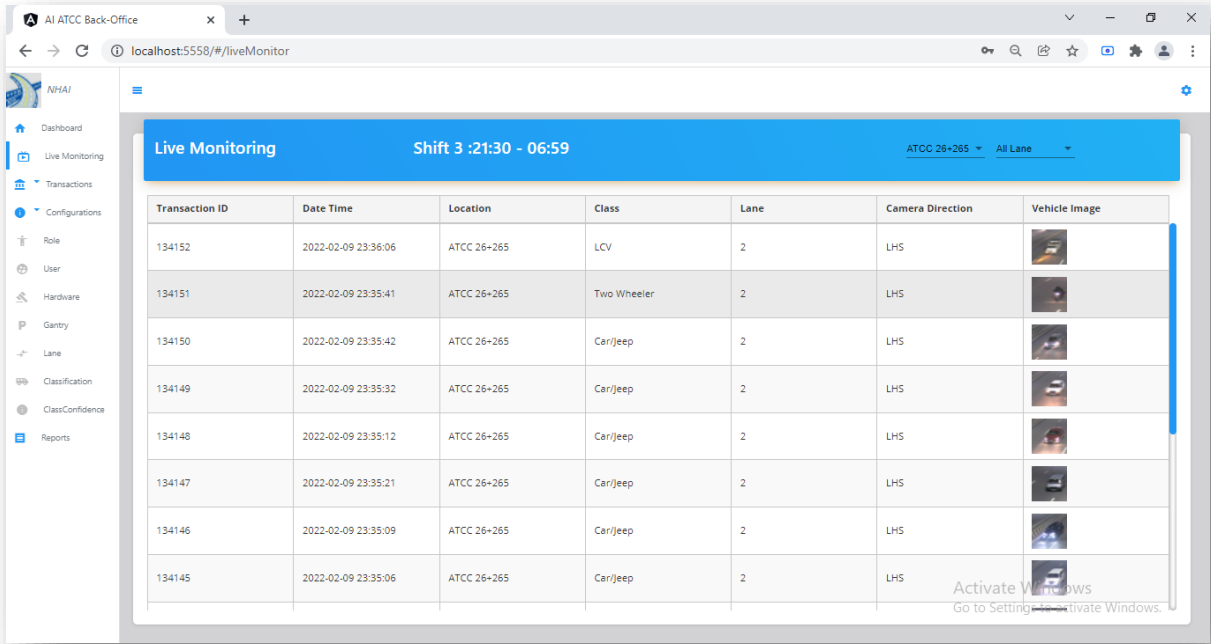 AI ATCC Back-Office
localhost:5558/#/liveMonitor
NHAI
Dashboard
Live Monitoring
Transactions
Configurations
Role
User
Hardware
Gantry
Lane
Classification
ClassConfidence
Reports
Live Monitoring Shift 3 :21:30 - 06:59 ATCC 26+265 All Lane
Transaction ID Date Time Location Class Lane Camera Direction Vehicle Image
134152 2022-02-09 23:36:06 ATCC 26+265 LCV 2 LHS
134151 2022-02-09 23:35:41 ATCC 26+265 Two Wheeler 2 LHS
134150 2022-02-09 23:35:42 ATCC 26+265 Car/Jeep 2 LHS
134149 2022-02-09 23:35:32 ATCC 26+265 Car/Jeep 2 LHS
134148 2022-02-09 23:35:12 ATCC 26+265 Car/Jeep 2 LHS
134147 2022-02-09 23:35:21 ATCC 26+265 Car/Jeep 2 LHS
134146 2022-02-09 23:35:09 ATCC 26+265 Car/Jeep 2 LHS
134145 2022-02-09 23:35:06 ATCC 26+265 Car/Jeep 2 LHS
Activate Windows
Go to Settings to activate Windows.